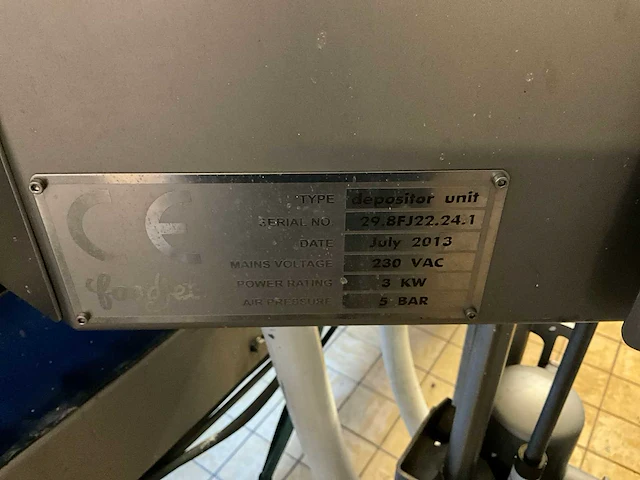 CE
TYPE depositor unit
SERIAL NO. 29.8FJ22.24.1
DATE July 2013
MAINS VOLTAGE 230 VAC
POWER RATING 3 KW
AIR PRESSURE 5 BAR